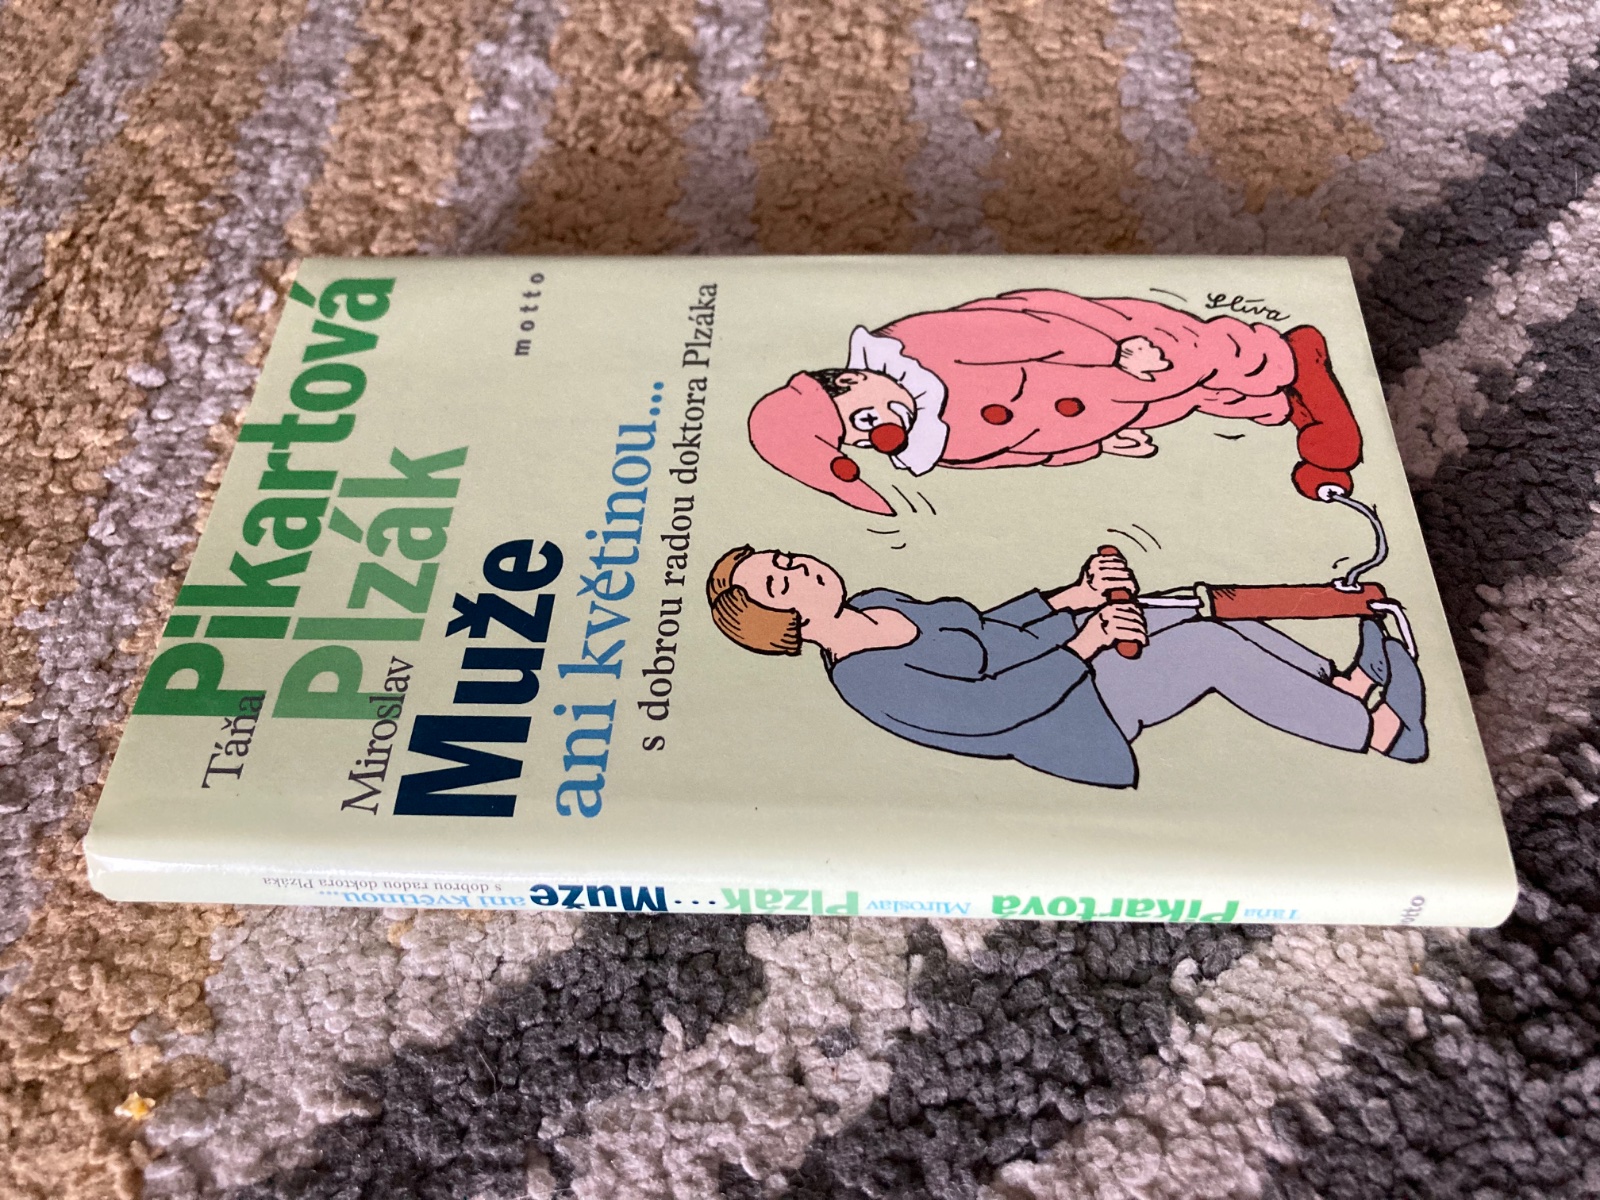 Táňa
Pikartová
Miroslav
Plzák
Muže
ani květinou...
s dobrou radou doktora Plzáka
motto
Slíva
Táňa Pikartová Miroslav Plzák... Muže ani květinou...
s dobrou radou doktora Plzáka
motto